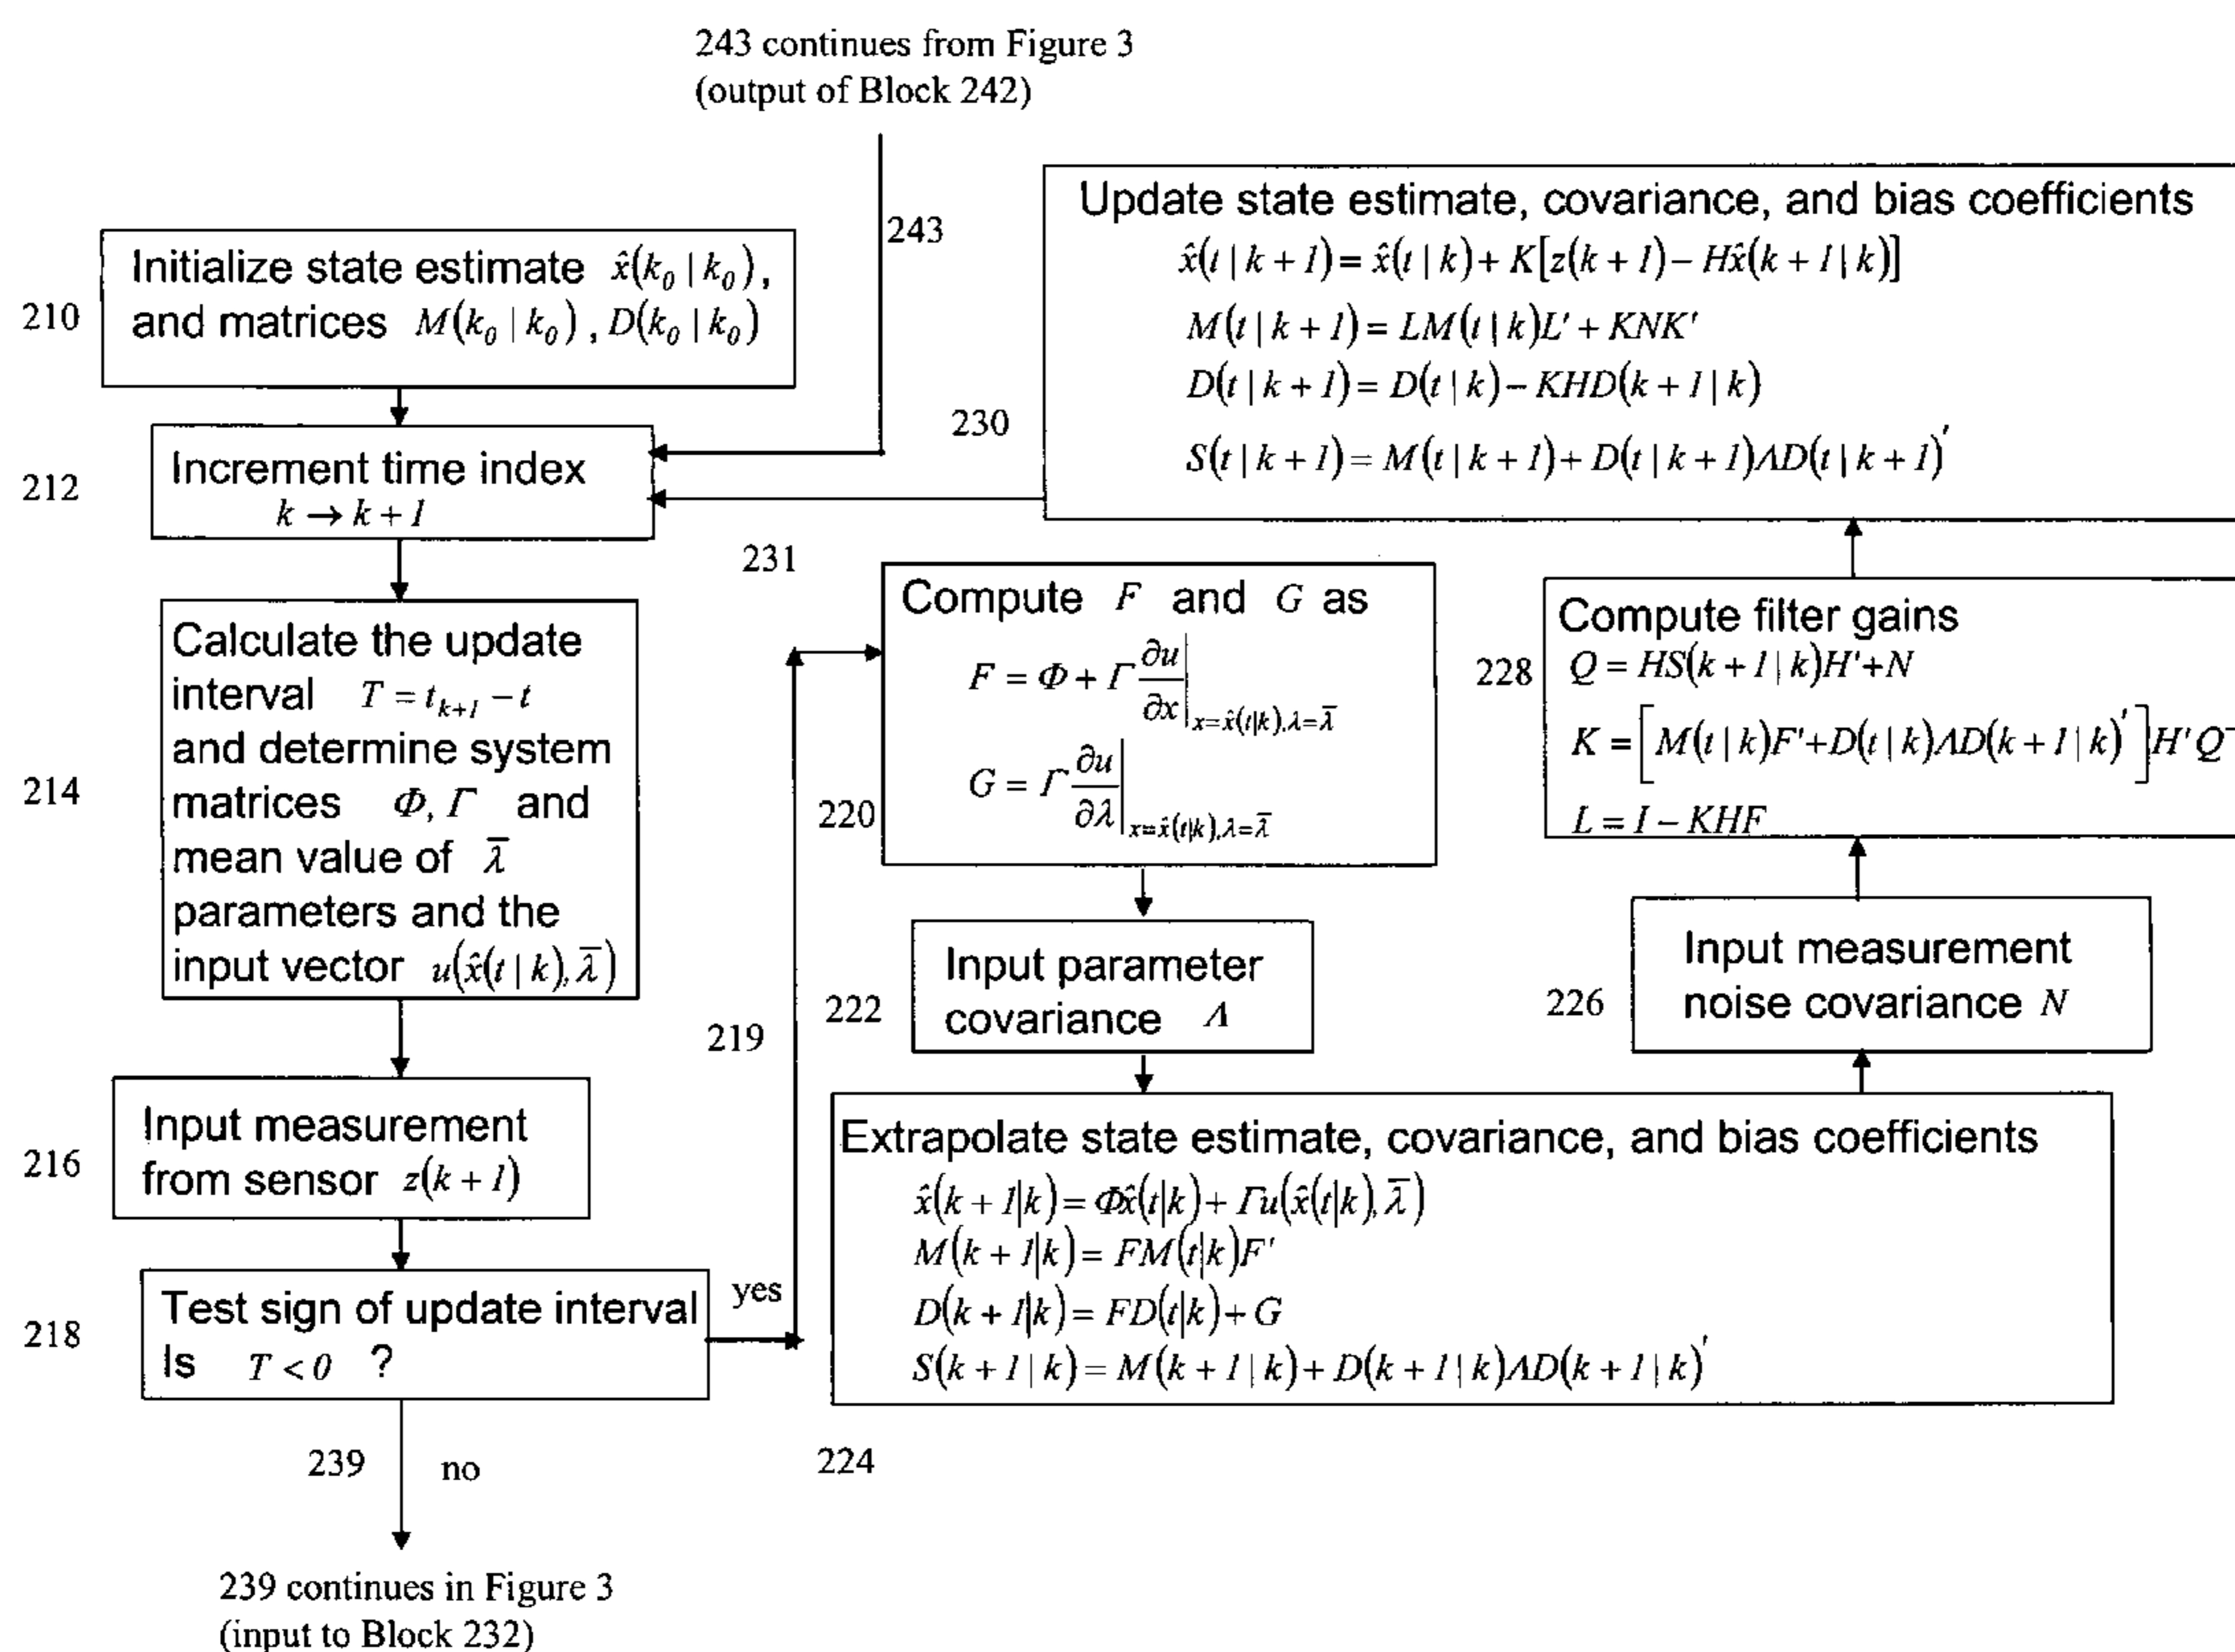 243 continues from Figure 3
(output of Block 242)
243
210
Initialize state estimate x̂(k₀ | k₀),
and matrices M(k₀ | k₀), D(k₀ | k₀)
212
Increment time index
k → k + 1
214
Calculate the update
interval T = tₖ₊₁ − t
and determine system
matrices Φ, Γ and
mean value of λ̄
parameters and the
input vector u(x̂(t | k), λ̄)
216
Input measurement
from sensor z(k + 1)
218
Test sign of update interval
Is T < 0 ?
yes
239
no
239 continues in Figure 3
(input to Block 232)
219
220
Compute F and G as
F = Φ + Γ ∂u/∂x |x=x̂(t|k),λ=λ̄
G = Γ ∂u/∂λ |x=x̂(t|k),λ=λ̄
222
Input parameter
covariance Λ
224
Extrapolate state estimate, covariance, and bias coefficients
x̂(k + 1|k) = Φx̂(t|k) + Γu(x̂(t|k), λ̄)
M(k + 1|k) = FM(t|k)F'
D(k + 1|k) = FD(t|k) + G
S(k + 1 | k) = M(k + 1 | k) + D(k + 1 | k)ΛD(k + 1 | k)'
226
Input measurement
noise covariance N
228
Compute filter gains
Q = HS(k + 1 | k)H' + N
K = [M(t | k)F' + D(t | k)ΛD(k + 1 | k)']H'Q⁻
L = I − KHF
230
Update state estimate, covariance, and bias coefficients
x̂(t | k + 1) = x̂(t | k) + K[z(k + 1) − Hx̂(k + 1 | k)]
M(t | k + 1) = LM(t | k)L' + KNK'
D(t | k + 1) = D(t | k) − KHD(k + 1 | k)
S(t | k + 1) = M(t | k + 1) + D(t | k + 1)ΛD(t | k + 1)'
231